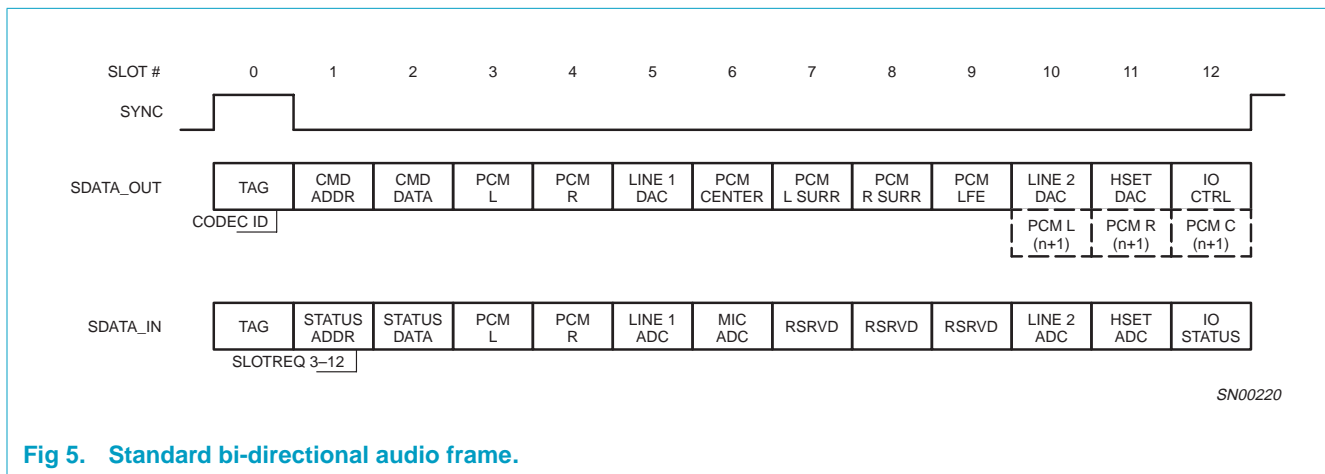 SLOT # 0 1 2 3 4 5 6 7 8 9 10 11 12
SYNC
SDATA_OUT TAG CMD ADDR CMD DATA PCM L PCM R LINE 1 DAC PCM CENTER PCM L SURR PCM R SURR PCM LFE LINE 2 DAC HSET DAC IO CTRL
CODEC ID
PCM L (n+1) PCM R (n+1) PCM C (n+1)
SDATA_IN TAG STATUS ADDR STATUS DATA PCM L PCM R LINE 1 ADC MIC ADC RSRVD RSRVD RSRVD LINE 2 ADC HSET ADC IO STATUS
SLOTREQ 3–12
SN00220
Fig 5. Standard bi-directional audio frame.